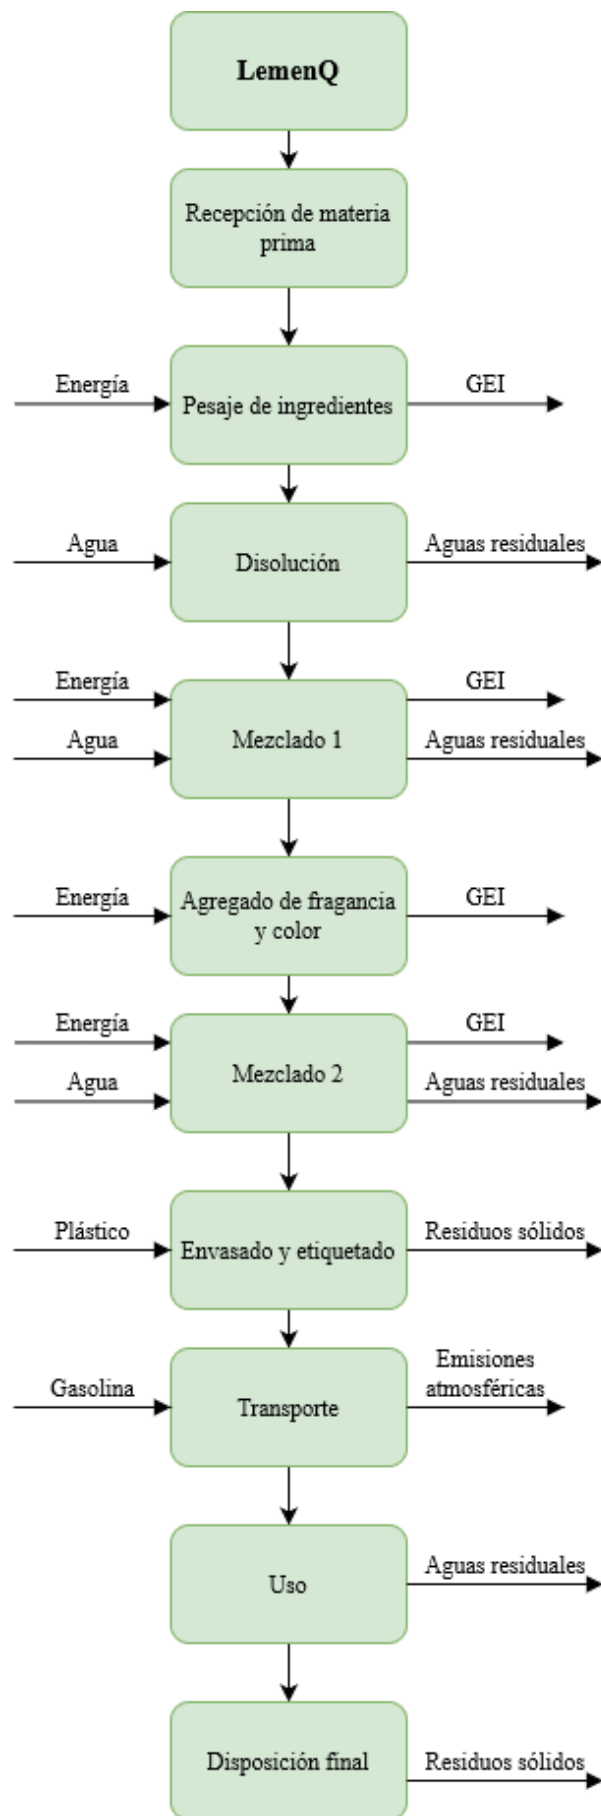 LemenQ
Recepción de materia
prima
Energía
Pesaje de ingredientes
GEI
Agua
Disolución
Aguas residuales
Energía
GEI
Agua
Mezclado 1
Aguas residuales
Energía
Agregado de fragancia
y color
GEI
Energía
GEI
Agua
Mezclado 2
Aguas residuales
Plástico
Envasado y etiquetado
Residuos sólidos
Gasolina
Transporte
Emisiones
atmosféricas
Uso
Aguas residuales
Disposición final
Residuos sólidos